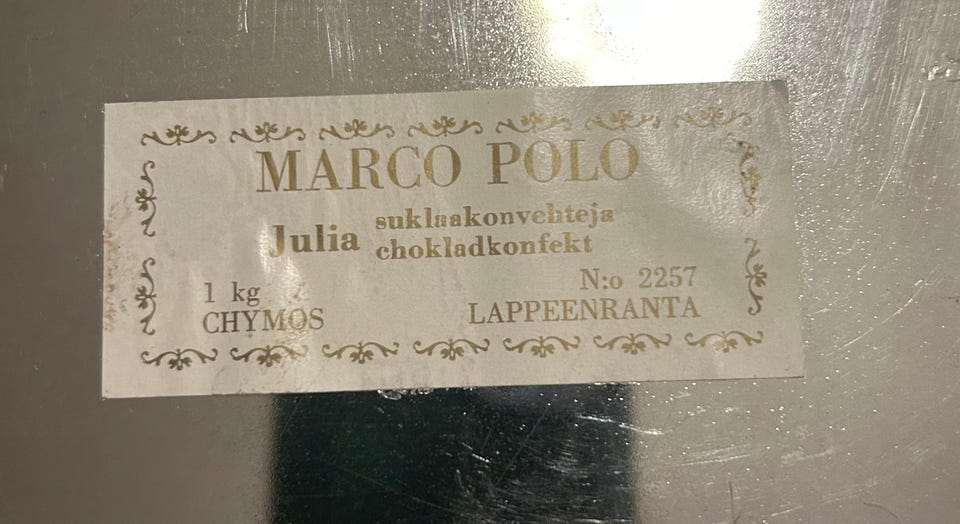 MARCO POLO
Julia suklaakonvehteja
chokladkonfekt
1 kg N:o 2257
CHYMOS LAPPEENRANTA